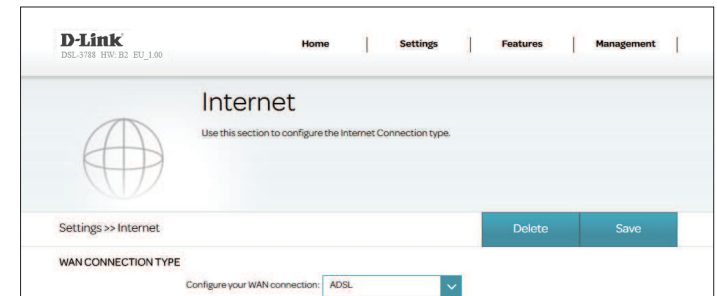 D-Link
DSL-3788 HW: B2 EU_1.00
Home | Settings | Features | Management |
Internet
Use this section to configure the Internet Connection type.
Settings >> Internet
Delete
Save
WAN CONNECTION TYPE
Configure your WAN connection: ADSL